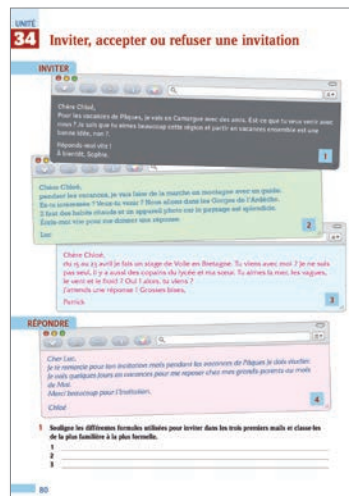 UNITÉ
34 Inviter, accepter ou refuser une invitation
INVITER
Chère Chloé,
Pour les vacances de Pâques, je vais en Camargue avec des amis. Est-ce que tu veux venir avec
nous ? Je sais que tu aimes beaucoup cette région et partir en vacances ensemble est une
bonne idée, non ?
Réponds-moi vite !
À bientôt, Sophie.
1
Chère Chloé,
pendant les vacances, je vais faire de la marche en montagne avec un guide.
Es-tu intéressée ? Veux-tu venir ? Nous allons dans les Gorges de l'Ardèche.
Il faut des habits chauds et un appareil photo car le paysage est splendide.
Écris-moi vite pour me donner une réponse.
Luc
2
Chère Chloé,
du 15 au 23 avril je fais un stage de Voile en Bretagne. Tu viens avec moi ? Je ne suis
pas seul, il y a aussi des copains du lycée et ma sœur. Tu aimes la mer, les vagues,
le vent et le froid ? Oui ! alors, tu viens ?
J'attends une réponse ! Grosses bises,
Patrick
3
RÉPONDRE
Cher Luc,
Je te remercie pour ton invitation mais pendant les vacances de Pâques je dois étudier.
Je vais quelques jours en vacances pour me reposer chez mes grands-parents au mois
de Mai.
Merci beaucoup pour l'invitation.
Chloé
4
1 Souligne les différentes formules utilisées pour inviter dans les trois premiers mails et classe-les
de la plus familière à la plus formelle.
1
2
3
80